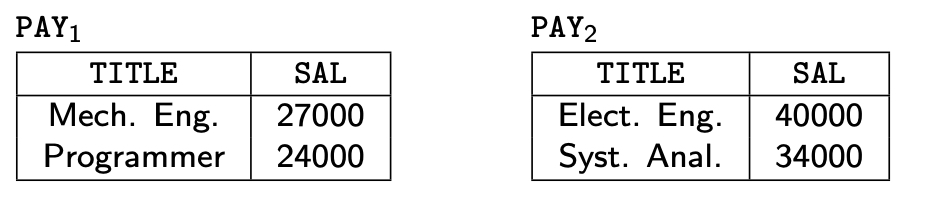 PAY1
TITLE SAL
Mech. Eng. 27000
Programmer 24000
PAY2
TITLE SAL
Elect. Eng. 40000
Syst. Anal. 34000